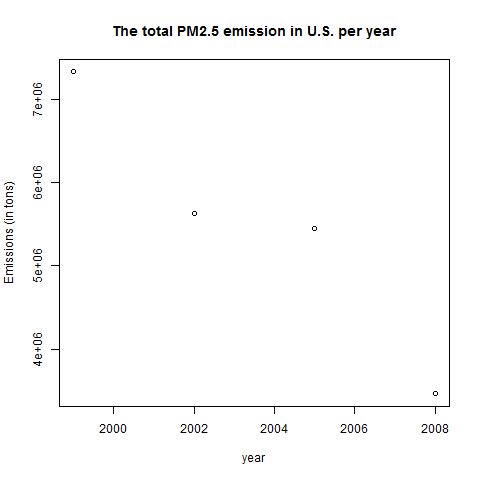 The total PM2.5 emission in U.S. per year
Emissions (in tons)
7e+06
6e+06
5e+06
4e+06
2000 2002 2004 2006 2008
year